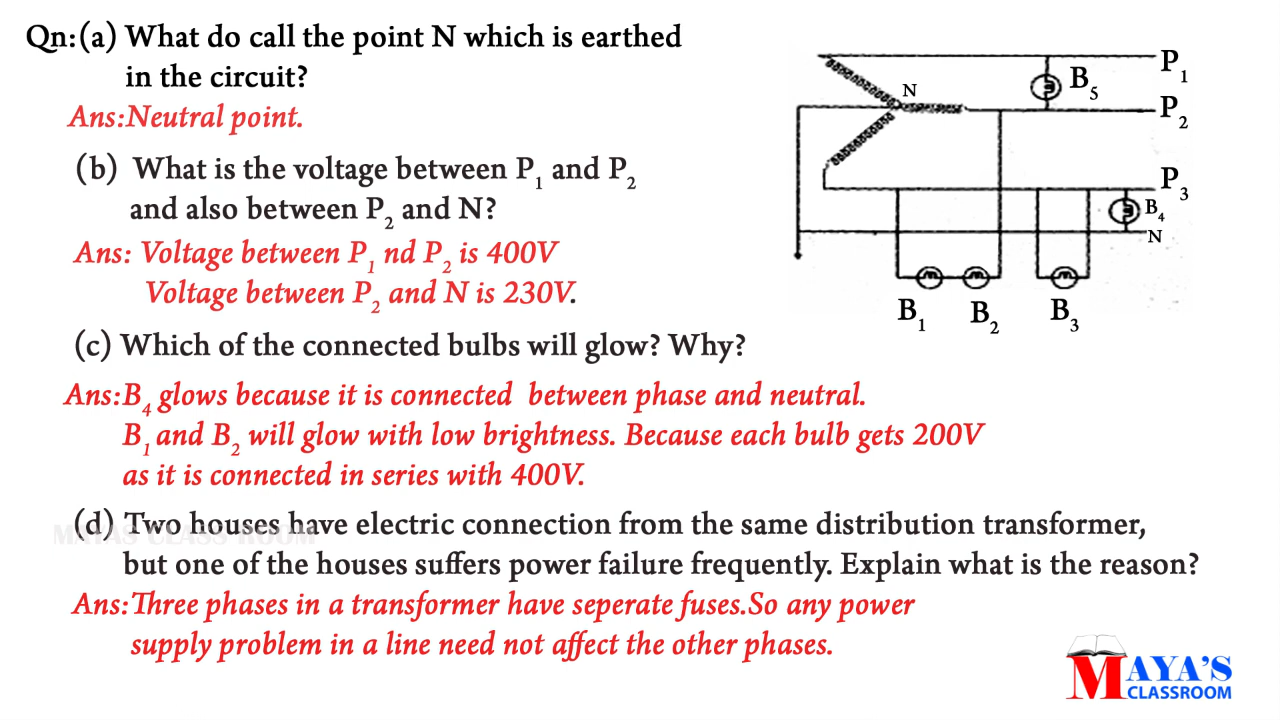 Qn:(a) What do call the point N which is earthed
in the circuit?
Ans:Neutral point.
(b) What is the voltage between P1 and P2
and also between P2 and N?
Ans: Voltage between P1 nd P2 is 400V
Voltage between P2 and N is 230V.
(c) Which of the connected bulbs will glow? Why?
Ans:B4 glows because it is connected between phase and neutral.
B1 and B2 will glow with low brightness. Because each bulb gets 200V
as it is connected in series with 400V.
(d) Two houses have electric connection from the same distribution transformer,
but one of the houses suffers power failure frequently. Explain what is the reason?
Ans:Three phases in a transformer have seperate fuses.So any power
supply problem in a line need not affect the other phases.
P1
B5
N
P2
P3
B4
N
B1
B2
B3
MAYAS CLASS ROOM
MAYA'S
CLASSROOM